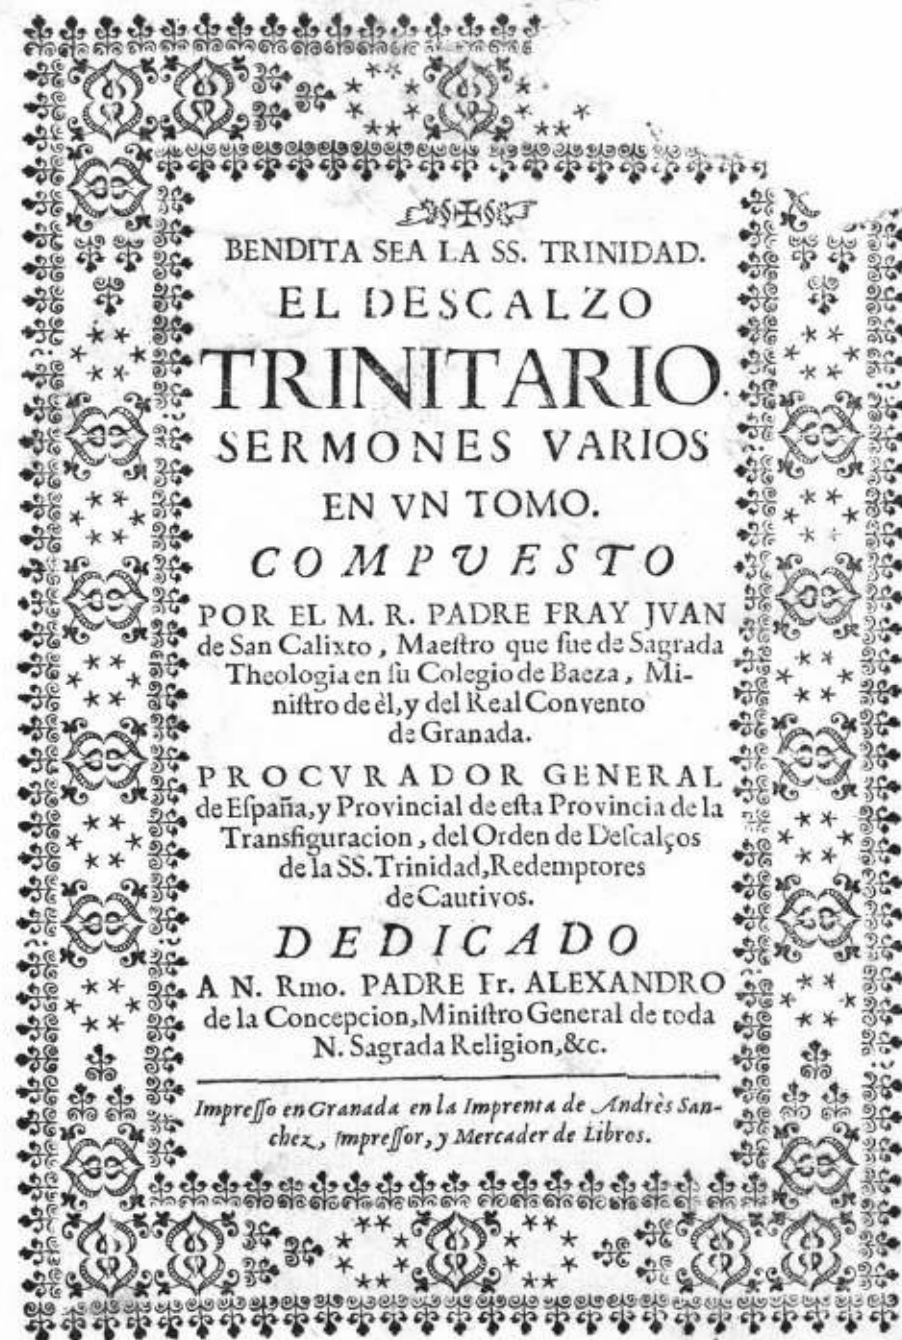 BENDITA SEA LA SS. TRINIDAD.
EL DESCALZO
TRINITARIO.
SERMONES VARIOS
EN VN TOMO.
COMPVESTO
POR EL M. R. PADRE FRAY JVAN
de San Calixto, Maeſtro que fue de Sagrada
Theologia en ſu Colegio de Baeza, Mi-
niſtro de èl, y del Real Convento
de Granada.
PROCVRADOR GENERAL
de Eſpaña, y Provincial de eſta Provincia de la
Transfiguracion, del Orden de Deſcalços
de la SS. Trinidad, Redemptores
de Cautivos.
DEDICADO
A N. Rmo. PADRE Fr. ALEXANDRO
de la Concepcion, Miniſtro General de toda
N. Sagrada Religion, &c.
Impreſſo en Granada en la Imprenta de Andrès San-
chez, Impreſſor, y Mercader de Libros.